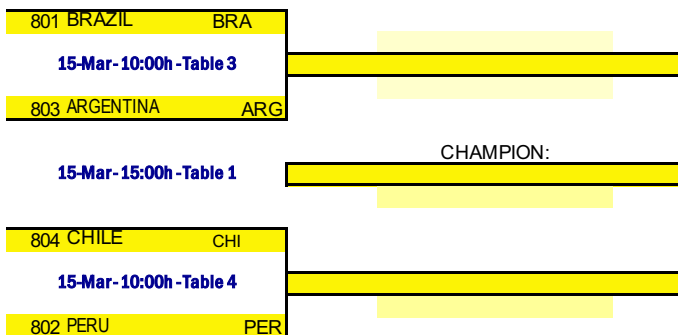 801 BRAZIL BRA
15-Mar-10:00h-Table 3
803 ARGENTINA ARG
CHAMPION:
15-Mar-15:00h-Table 1
804 CHILE CHI
15-Mar-10:00h-Table 4
802 PERU PER